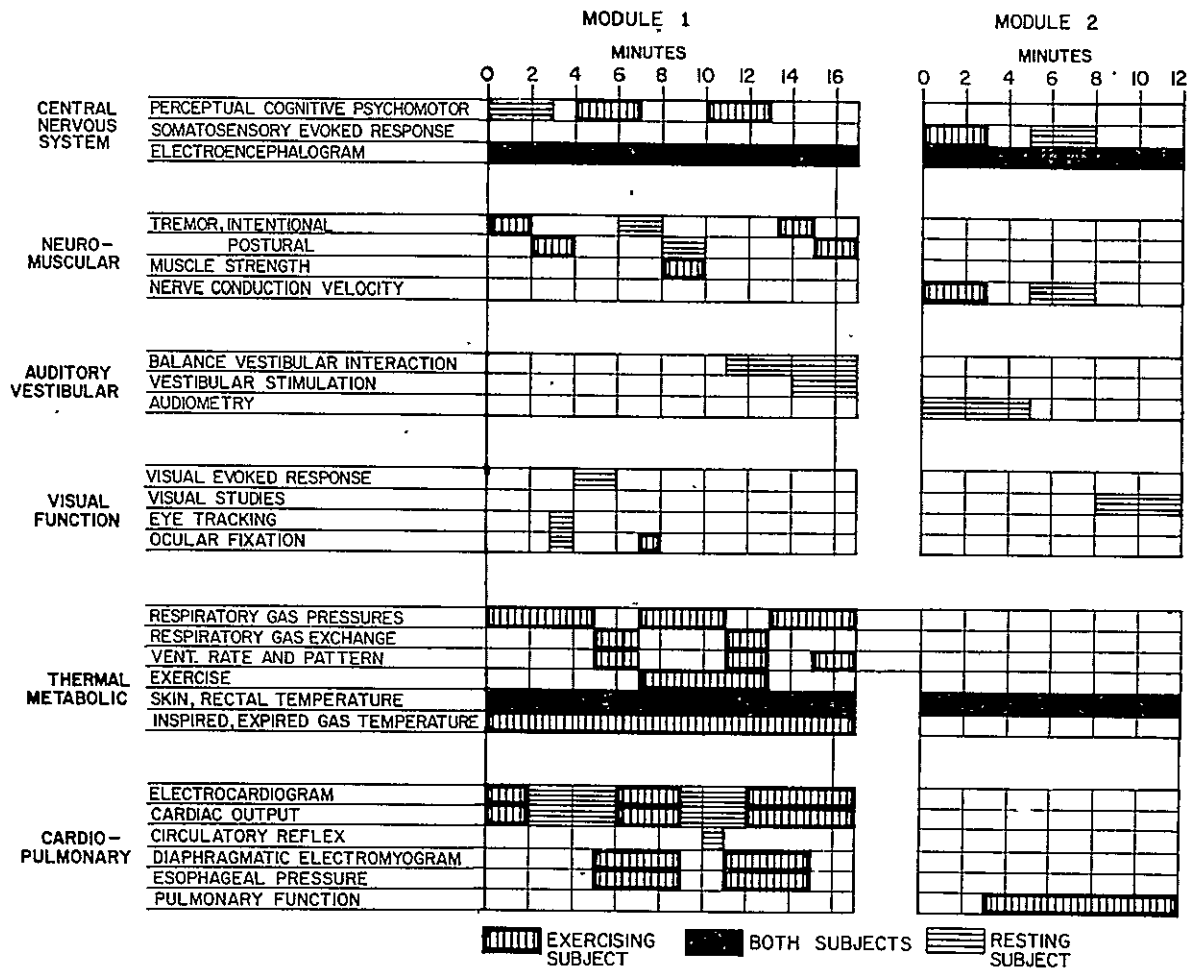 MODULE 1
MODULE 2
MINUTES
MINUTES
0 2 4 6 8 10 12 14 16
0 2 4 6 8 10 12
CENTRAL
NERVOUS
SYSTEM
PERCEPTUAL COGNITIVE PSYCHOMOTOR
SOMATOSENSORY EVOKED RESPONSE
ELECTROENCEPHALOGRAM
NEURO-
MUSCULAR
TREMOR, INTENTIONAL
POSTURAL
MUSCLE STRENGTH
NERVE CONDUCTION VELOCITY
AUDITORY
VESTIBULAR
BALANCE VESTIBULAR INTERACTION
VESTIBULAR STIMULATION
AUDIOMETRY
VISUAL
FUNCTION
VISUAL EVOKED RESPONSE
VISUAL STUDIES
EYE TRACKING
OCULAR FIXATION
THERMAL
METABOLIC
RESPIRATORY GAS PRESSURES
RESPIRATORY GAS EXCHANGE
VENT. RATE AND PATTERN
EXERCISE
SKIN, RECTAL TEMPERATURE
INSPIRED, EXPIRED GAS TEMPERATURE
CARDIO-
PULMONARY
ELECTROCARDIOGRAM
CARDIAC OUTPUT
CIRCULATORY REFLEX
DIAPHRAGMATIC ELECTROMYOGRAM
ESOPHAGEAL PRESSURE
PULMONARY FUNCTION
EXERCISING
SUBJECT
BOTH SUBJECTS
RESTING
SUBJECT